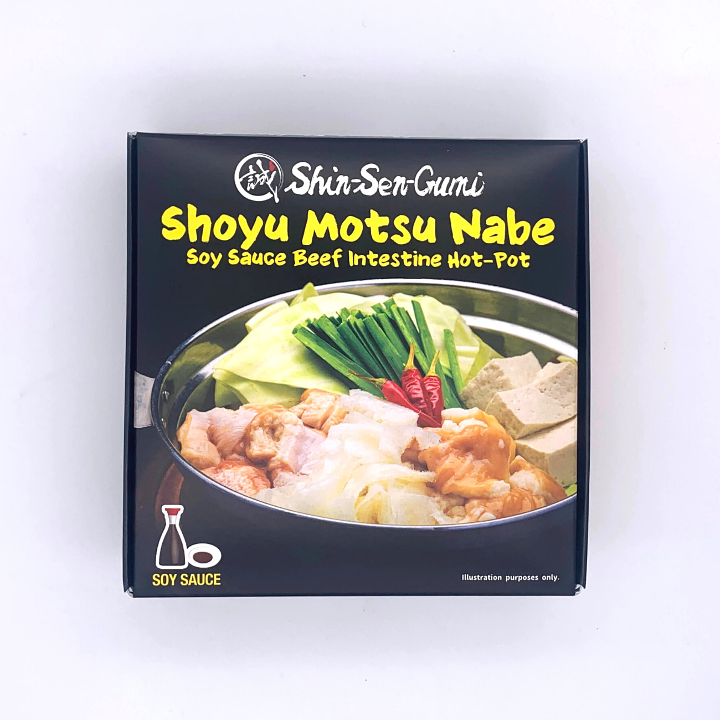 誠 Shin-Sen-Gumi
Shoyu Motsu Nabe
Soy Sauce Beef Intestine Hot-Pot
SOY SAUCE
Illustration purposes only.